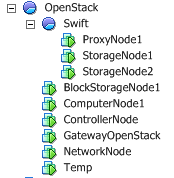 OpenStack
Swift
ProxyNode1
StorageNode1
StorageNode2
BlockStorageNode1
ComputerNode1
ControllerNode
GatewayOpenStack
NetworkNode
Temp